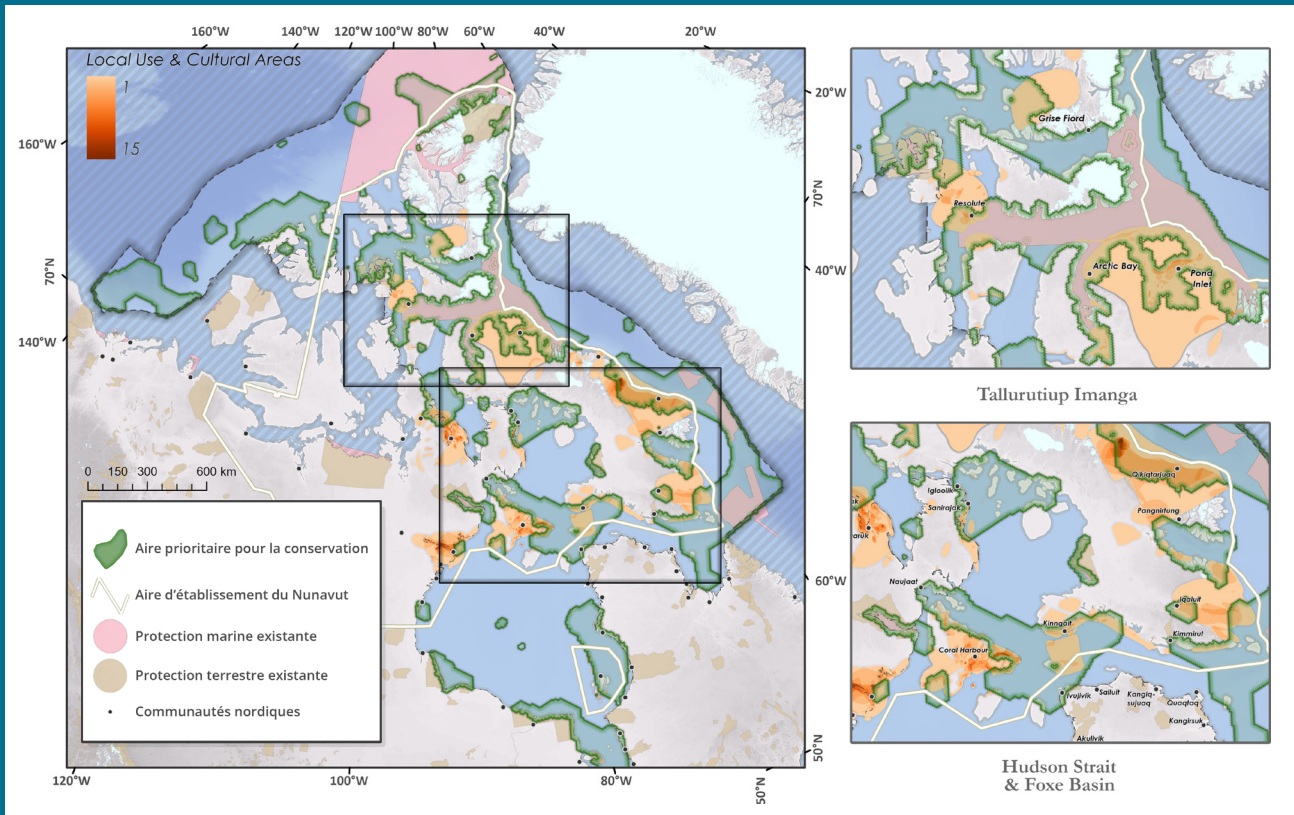 160°W 140°W 120°W 100°W 80°W 60°W 40°W 20°W
Local Use & Cultural Areas
1
15
160°W
70°N
140°W
20°W
70°N
40°W
60°W
50°N
0 150 300 600 km
Aire prioritaire pour la conservation
Aire d'établissement du Nunavut
Protection marine existante
Protection terrestre existante
Communautés nordiques
120°W 100°W 80°W 50°N
Grise Fiord
Resolute
Arctic Bay
Pond
Inlet
Tallurutiup Imanga
Qikiqtarjuaq
Igloolik
Sanirajak
Pangnirtung
Naujaat
Iqaluit
Kinngait
Kimmirut
Coral Harbour
Ivujivik
Salluit
Kangiq-
sujuaq
Quaqtaq
Kangirsuk
Akulivik
Hudson Strait
& Foxe Basin